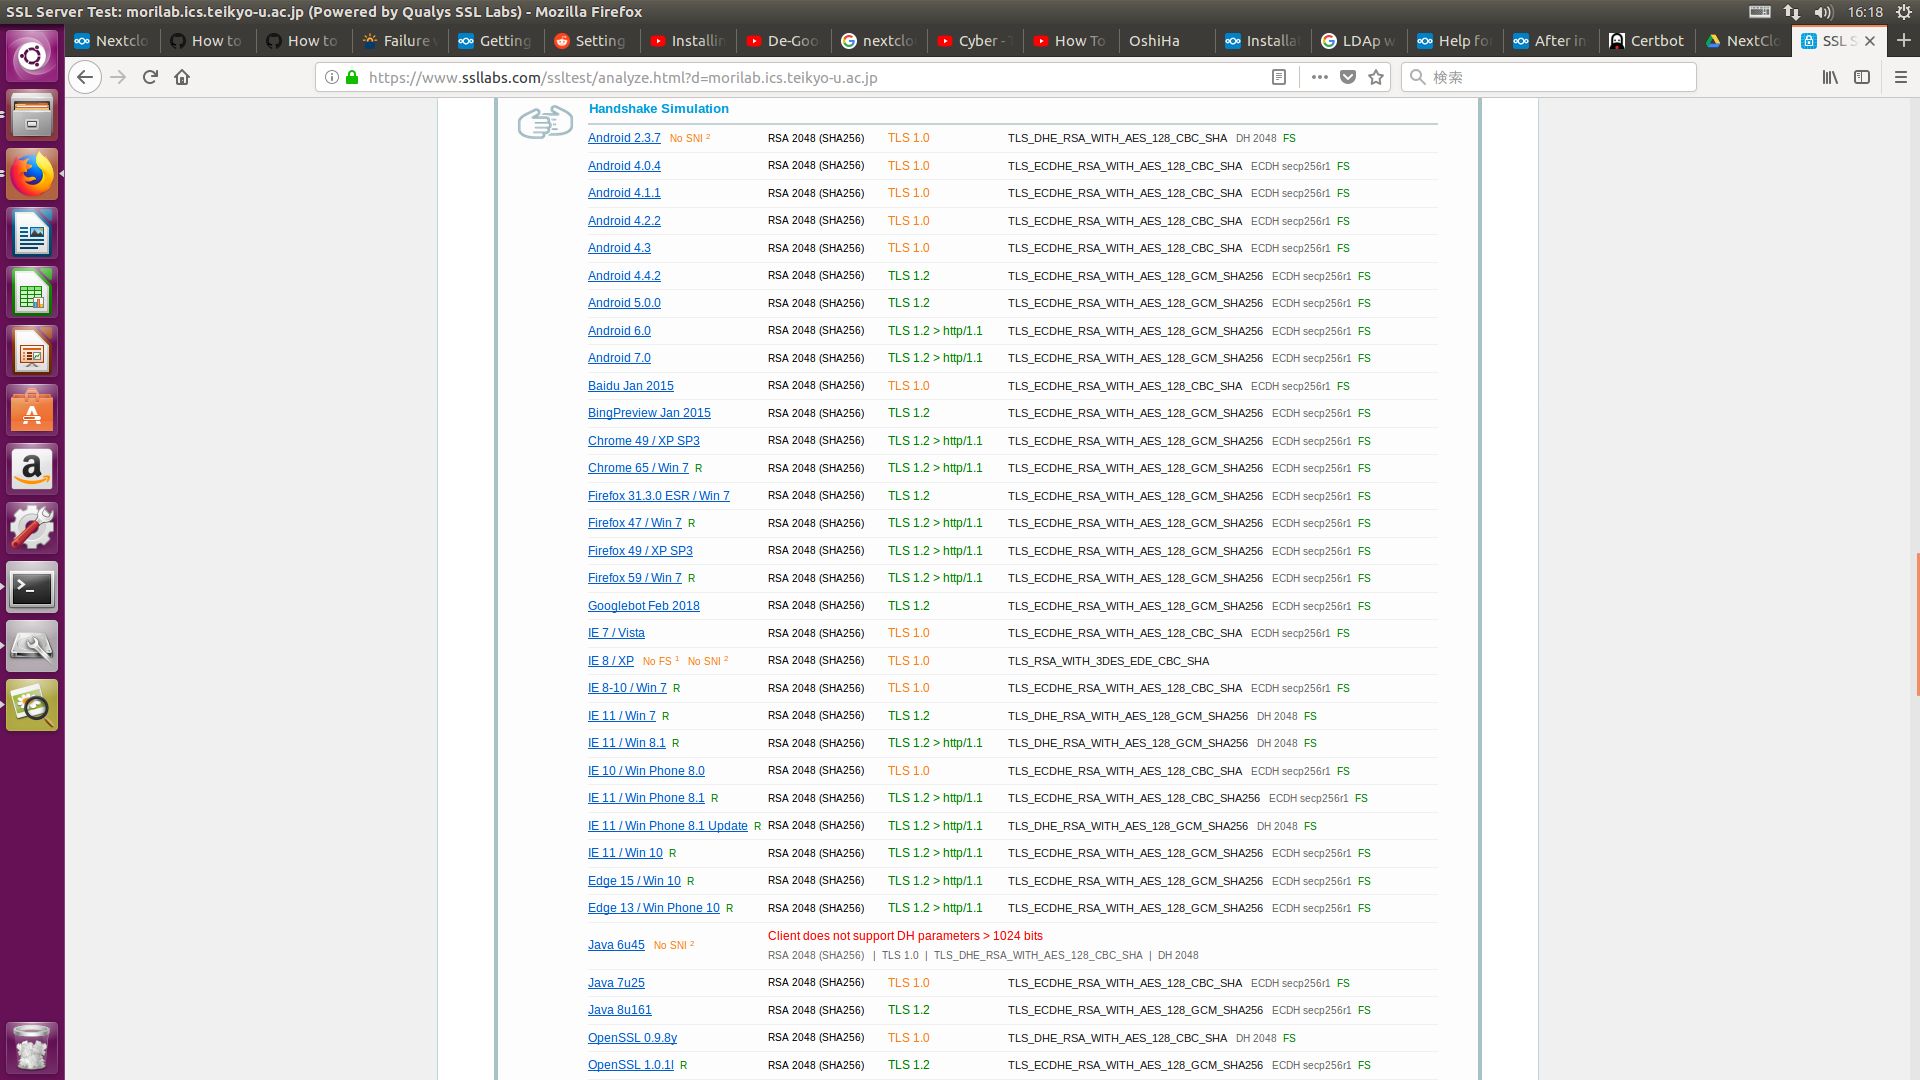 SSL Server Test: morilab.ics.teikyo-u.ac.jp (Powered by Qualys SSL Labs) - Mozilla Firefox 16:18
Nextclo How to How to Failure Getting Setting Installin De-Goo nextclo Cyber - How To OshiHa Installa LDAp w Help fo After in Certbot NextClo SSL S
https://www.ssllabs.com/ssltest/analyze.html?d=morilab.ics.teikyo-u.ac.jp 検索
Handshake Simulation
Android 2.3.7 No SNI 2 RSA 2048 (SHA256) TLS 1.0 TLS_DHE_RSA_WITH_AES_128_CBC_SHA DH 2048 FS
Android 4.0.4 RSA 2048 (SHA256) TLS 1.0 TLS_ECDHE_RSA_WITH_AES_128_CBC_SHA ECDH secp256r1 FS
Android 4.1.1 RSA 2048 (SHA256) TLS 1.0 TLS_ECDHE_RSA_WITH_AES_128_CBC_SHA ECDH secp256r1 FS
Android 4.2.2 RSA 2048 (SHA256) TLS 1.0 TLS_ECDHE_RSA_WITH_AES_128_CBC_SHA ECDH secp256r1 FS
Android 4.3 RSA 2048 (SHA256) TLS 1.0 TLS_ECDHE_RSA_WITH_AES_128_CBC_SHA ECDH secp256r1 FS
Android 4.4.2 RSA 2048 (SHA256) TLS 1.2 TLS_ECDHE_RSA_WITH_AES_128_GCM_SHA256 ECDH secp256r1 FS
Android 5.0.0 RSA 2048 (SHA256) TLS 1.2 TLS_ECDHE_RSA_WITH_AES_128_GCM_SHA256 ECDH secp256r1 FS
Android 6.0 RSA 2048 (SHA256) TLS 1.2 > http/1.1 TLS_ECDHE_RSA_WITH_AES_128_GCM_SHA256 ECDH secp256r1 FS
Android 7.0 RSA 2048 (SHA256) TLS 1.2 > http/1.1 TLS_ECDHE_RSA_WITH_AES_128_GCM_SHA256 ECDH secp256r1 FS
Baidu Jan 2015 RSA 2048 (SHA256) TLS 1.0 TLS_ECDHE_RSA_WITH_AES_128_CBC_SHA ECDH secp256r1 FS
BingPreview Jan 2015 RSA 2048 (SHA256) TLS 1.2 TLS_ECDHE_RSA_WITH_AES_128_GCM_SHA256 ECDH secp256r1 FS
Chrome 49 / XP SP3 RSA 2048 (SHA256) TLS 1.2 > http/1.1 TLS_ECDHE_RSA_WITH_AES_128_GCM_SHA256 ECDH secp256r1 FS
Chrome 65 / Win 7 R RSA 2048 (SHA256) TLS 1.2 > http/1.1 TLS_ECDHE_RSA_WITH_AES_128_GCM_SHA256 ECDH secp256r1 FS
Firefox 31.3.0 ESR / Win 7 RSA 2048 (SHA256) TLS 1.2 TLS_ECDHE_RSA_WITH_AES_128_GCM_SHA256 ECDH secp256r1 FS
Firefox 47 / Win 7 R RSA 2048 (SHA256) TLS 1.2 > http/1.1 TLS_ECDHE_RSA_WITH_AES_128_GCM_SHA256 ECDH secp256r1 FS
Firefox 49 / XP SP3 RSA 2048 (SHA256) TLS 1.2 > http/1.1 TLS_ECDHE_RSA_WITH_AES_128_GCM_SHA256 ECDH secp256r1 FS
Firefox 59 / Win 7 R RSA 2048 (SHA256) TLS 1.2 > http/1.1 TLS_ECDHE_RSA_WITH_AES_128_GCM_SHA256 ECDH secp256r1 FS
Googlebot Feb 2018 RSA 2048 (SHA256) TLS 1.2 TLS_ECDHE_RSA_WITH_AES_128_GCM_SHA256 ECDH secp256r1 FS
IE 7 / Vista RSA 2048 (SHA256) TLS 1.0 TLS_ECDHE_RSA_WITH_AES_128_CBC_SHA ECDH secp256r1 FS
IE 8 / XP No FS 1 No SNI 2 RSA 2048 (SHA256) TLS 1.0 TLS_RSA_WITH_3DES_EDE_CBC_SHA
IE 8-10 / Win 7 R RSA 2048 (SHA256) TLS 1.0 TLS_ECDHE_RSA_WITH_AES_128_CBC_SHA ECDH secp256r1 FS
IE 11 / Win 7 R RSA 2048 (SHA256) TLS 1.2 TLS_DHE_RSA_WITH_AES_128_GCM_SHA256 DH 2048 FS
IE 11 / Win 8.1 R RSA 2048 (SHA256) TLS 1.2 > http/1.1 TLS_DHE_RSA_WITH_AES_128_GCM_SHA256 DH 2048 FS
IE 10 / Win Phone 8.0 RSA 2048 (SHA256) TLS 1.0 TLS_ECDHE_RSA_WITH_AES_128_CBC_SHA ECDH secp256r1 FS
IE 11 / Win Phone 8.1 R RSA 2048 (SHA256) TLS 1.2 > http/1.1 TLS_ECDHE_RSA_WITH_AES_128_CBC_SHA256 ECDH secp256r1 FS
IE 11 / Win Phone 8.1 Update R RSA 2048 (SHA256) TLS 1.2 > http/1.1 TLS_DHE_RSA_WITH_AES_128_GCM_SHA256 DH 2048 FS
IE 11 / Win 10 R RSA 2048 (SHA256) TLS 1.2 > http/1.1 TLS_ECDHE_RSA_WITH_AES_128_GCM_SHA256 ECDH secp256r1 FS
Edge 15 / Win 10 R RSA 2048 (SHA256) TLS 1.2 > http/1.1 TLS_ECDHE_RSA_WITH_AES_128_GCM_SHA256 ECDH secp256r1 FS
Edge 13 / Win Phone 10 R RSA 2048 (SHA256) TLS 1.2 > http/1.1 TLS_ECDHE_RSA_WITH_AES_128_GCM_SHA256 ECDH secp256r1 FS
Java 6u45 No SNI 2 Client does not support DH parameters > 1024 bits
RSA 2048 (SHA256) | TLS 1.0 | TLS_DHE_RSA_WITH_AES_128_CBC_SHA | DH 2048
Java 7u25 RSA 2048 (SHA256) TLS 1.0 TLS_ECDHE_RSA_WITH_AES_128_CBC_SHA ECDH secp256r1 FS
Java 8u161 RSA 2048 (SHA256) TLS 1.2 TLS_ECDHE_RSA_WITH_AES_128_GCM_SHA256 ECDH secp256r1 FS
OpenSSL 0.9.8y RSA 2048 (SHA256) TLS 1.0 TLS_DHE_RSA_WITH_AES_128_CBC_SHA DH 2048 FS
OpenSSL 1.0.1l R RSA 2048 (SHA256) TLS 1.2 TLS_ECDHE_RSA_WITH_AES_128_GCM_SHA256 ECDH secp256r1 FS